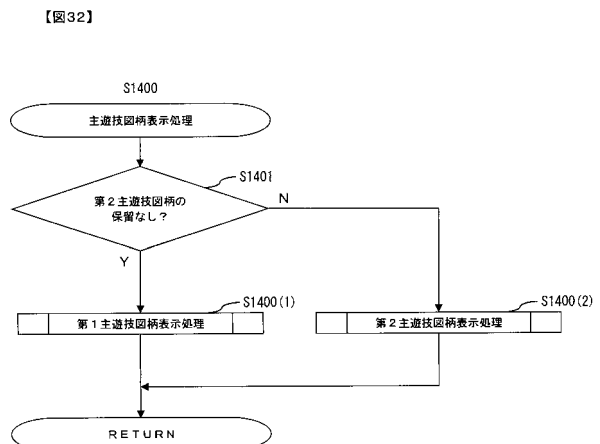 【図32】
S1400
主遊技図柄表示処理
S1401
第2主遊技図柄の
保留なし？
N
Y
S1400(1)
第1主遊技図柄表示処理
S1400(2)
第2主遊技図柄表示処理
RETURN